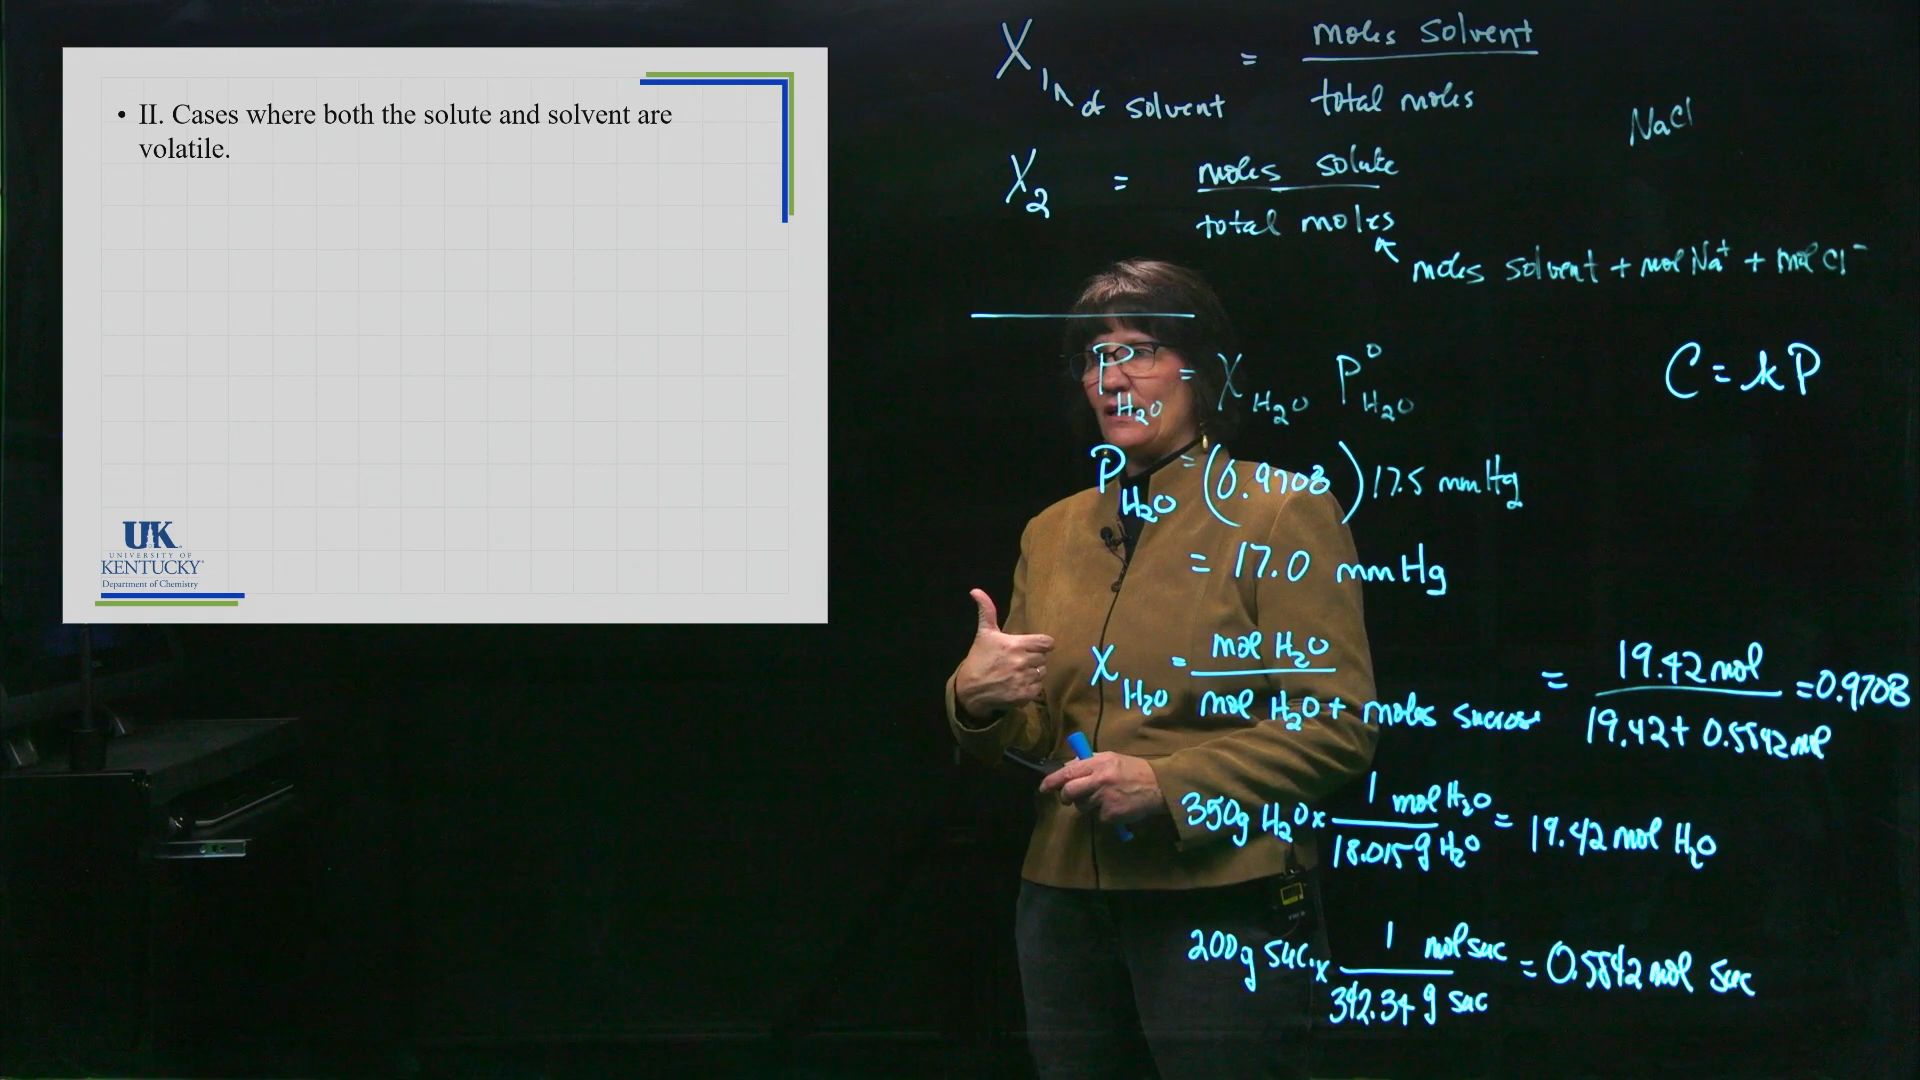 • II. Cases where both the solute and solvent are
volatile.
UK
UNIVERSITY OF
KENTUCKY
Department of Chemistry
X₁ of solvent = moles solvent / total moles
NaCl
X₂ = moles solute / total moles
moles solvent + mol Na⁺ + mol Cl⁻
P H₂O = X H₂O P° H₂O
C = kP
P H₂O = (0.9708) 17.5 mmHg
= 17.0 mmHg
X H₂O = mol H₂O / mol H₂O + moles sucrose = 19.42 mol / 19.42 + 0.5842 mol = 0.9708
350g H₂O x 1 mol H₂O / 18.015 g H₂O = 19.42 mol H₂O
200g suc. x 1 mol suc / 342.34 g suc = 0.5842 mol suc